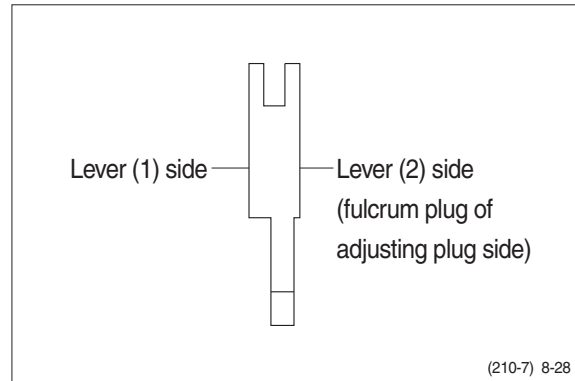 Lever (1) side
Lever (2) side
(fulcrum plug of
adjusting plug side)
(210-7) 8-28